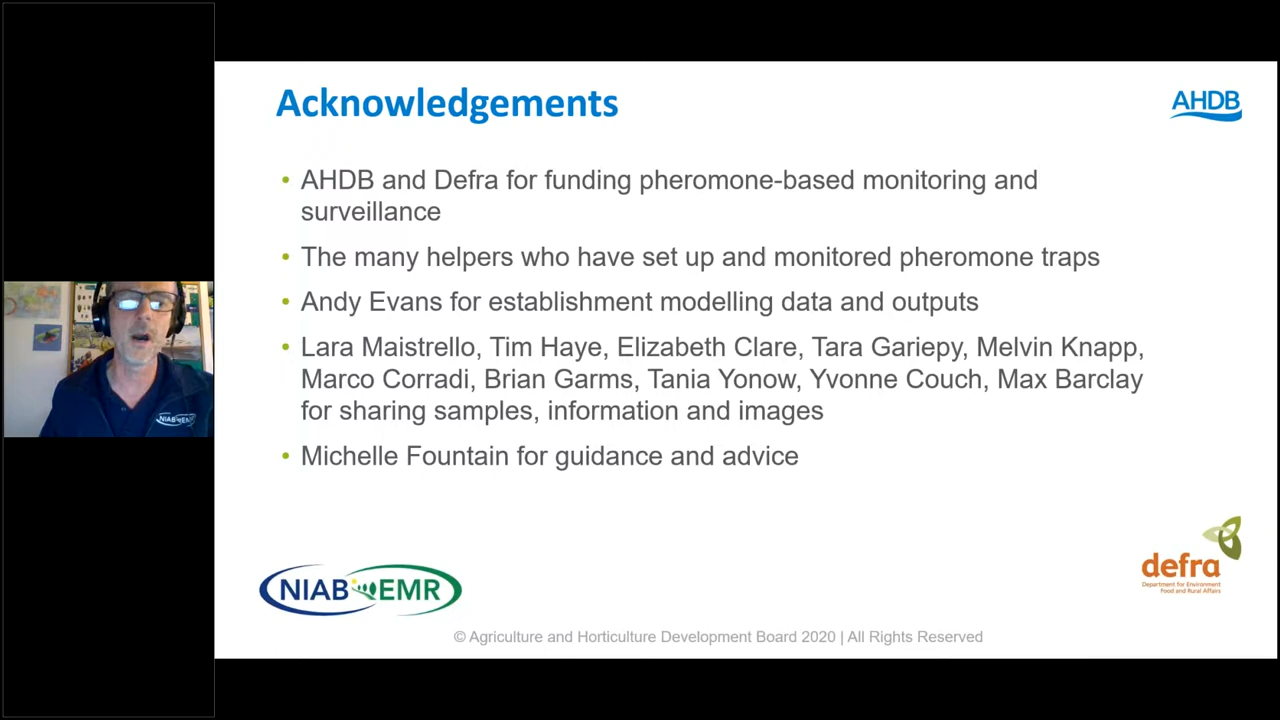 Acknowledgements
AHDB
• AHDB and Defra for funding pheromone-based monitoring and
surveillance
• The many helpers who have set up and monitored pheromone traps
• Andy Evans for establishment modelling data and outputs
• Lara Maistrello, Tim Haye, Elizabeth Clare, Tara Gariepy, Melvin Knapp,
Marco Corradi, Brian Garms, Tania Yonow, Yvonne Couch, Max Barclay
for sharing samples, information and images
• Michelle Fountain for guidance and advice
NIAB EMR
NIAB EMR
defra
Department for Environment
Food and Rural Affairs
© Agriculture and Horticulture Development Board 2020 | All Rights Reserved